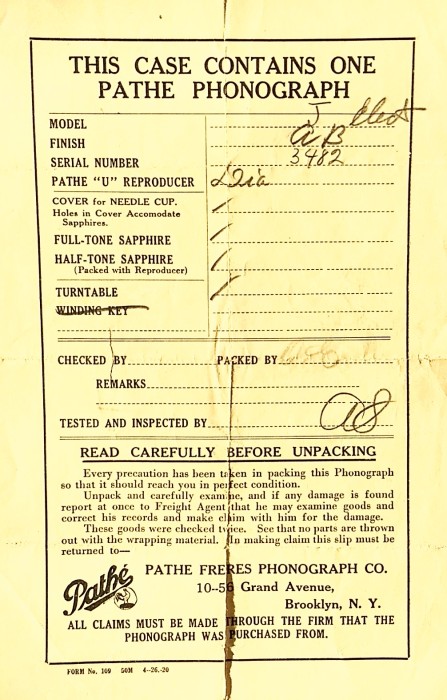 THIS CASE CONTAINS ONE
PATHE PHONOGRAPH
MODEL J Elect
FINISH AB
SERIAL NUMBER 3482
PATHE "U" REPRODUCER Dia
COVER for NEEDLE CUP.
Holes in Cover Accomodate
Sapphires.
FULL-TONE SAPPHIRE
HALF-TONE SAPPHIRE
(Packed with Reproducer)
TURNTABLE
WINDING KEY
CHECKED BY PACKED BY
REMARKS
TESTED AND INSPECTED BY
READ CAREFULLY BEFORE UNPACKING
Every precaution has been taken in packing this Phonograph
so that it should reach you in perfect condition.
Unpack and carefully examine, and if any damage is found
report at once to Freight Agent that he may examine goods and
correct his records and make claim with him for the damage.
These goods were checked twice. See that no parts are thrown
out with the wrapping material. In making claim this slip must be
returned to—
Pathé
PATHE FRERES PHONOGRAPH CO.
10--56 Grand Avenue,
Brooklyn, N. Y.
ALL CLAIMS MUST BE MADE THROUGH THE FIRM THAT THE
PHONOGRAPH WAS PURCHASED FROM.
FORM No. 109 50M 4-26-20